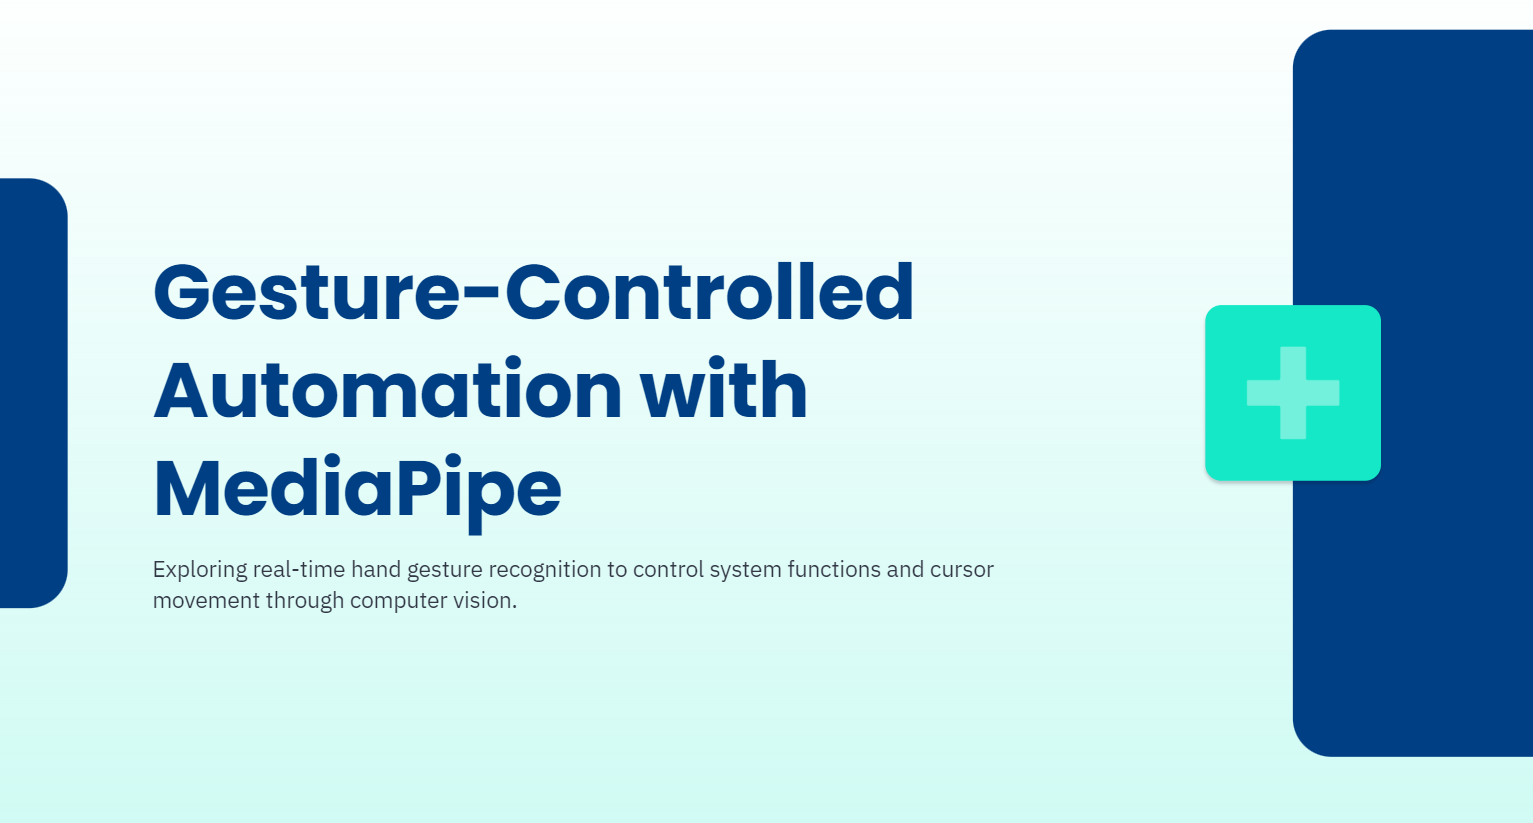 Gesture-Controlled
Automation with
MediaPipe
Exploring real-time hand gesture recognition to control system functions and cursor
movement through computer vision.